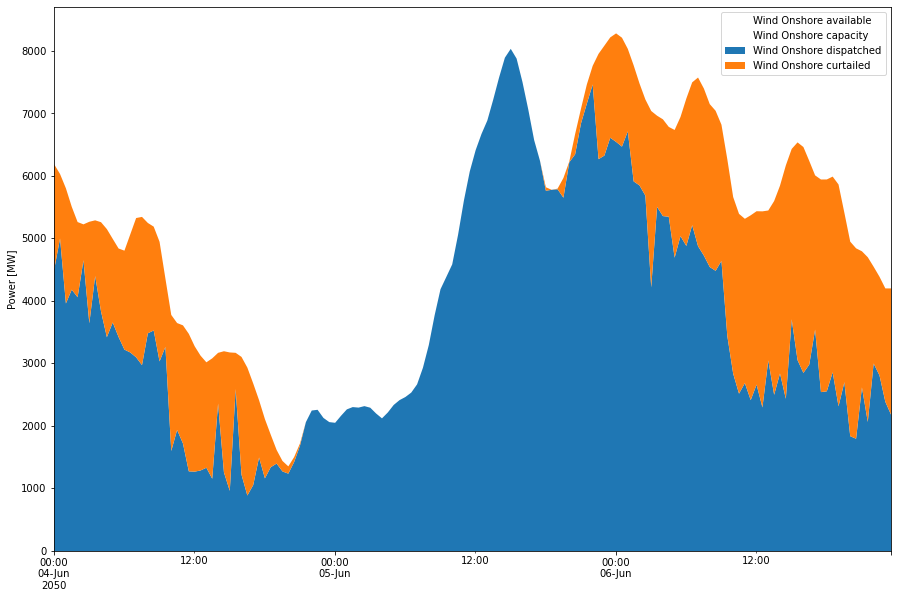 Wind Onshore available
Wind Onshore capacity
Wind Onshore dispatched
Wind Onshore curtailed
Power [MW]
8000
7000
6000
5000
4000
3000
2000
1000
0
00:00 12:00 00:00 12:00 00:00 12:00
04-Jun 05-Jun 06-Jun
2050